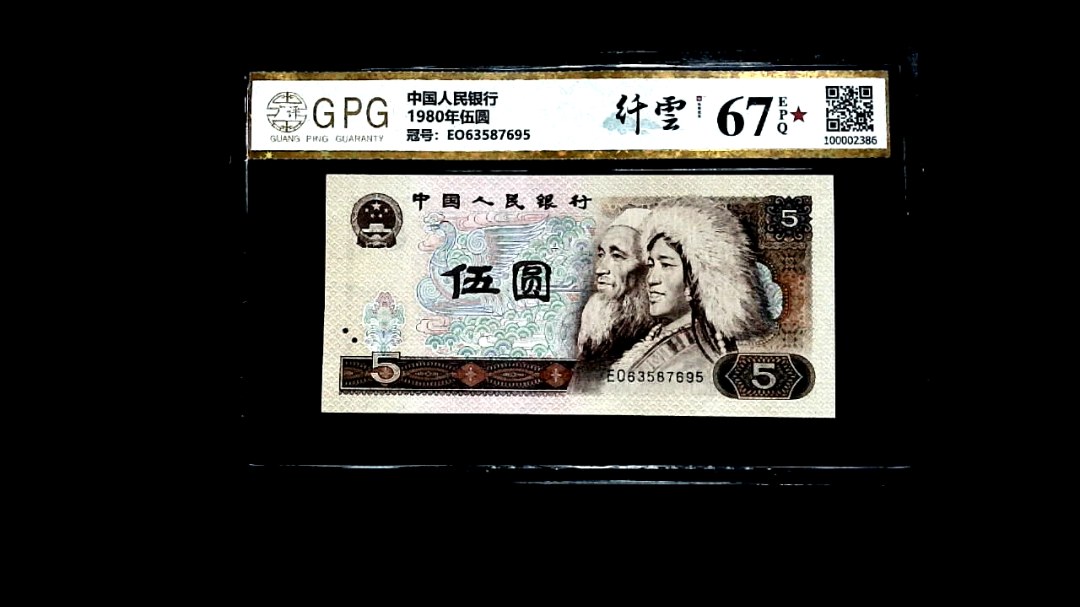 GPG
GUANG PING GUARANTY
中国人民银行
1980年伍圆
冠号：EO63587695
纤雲
67 EPQ★
100002386
中国人民银行
5
伍圆
5
EO63587695
5